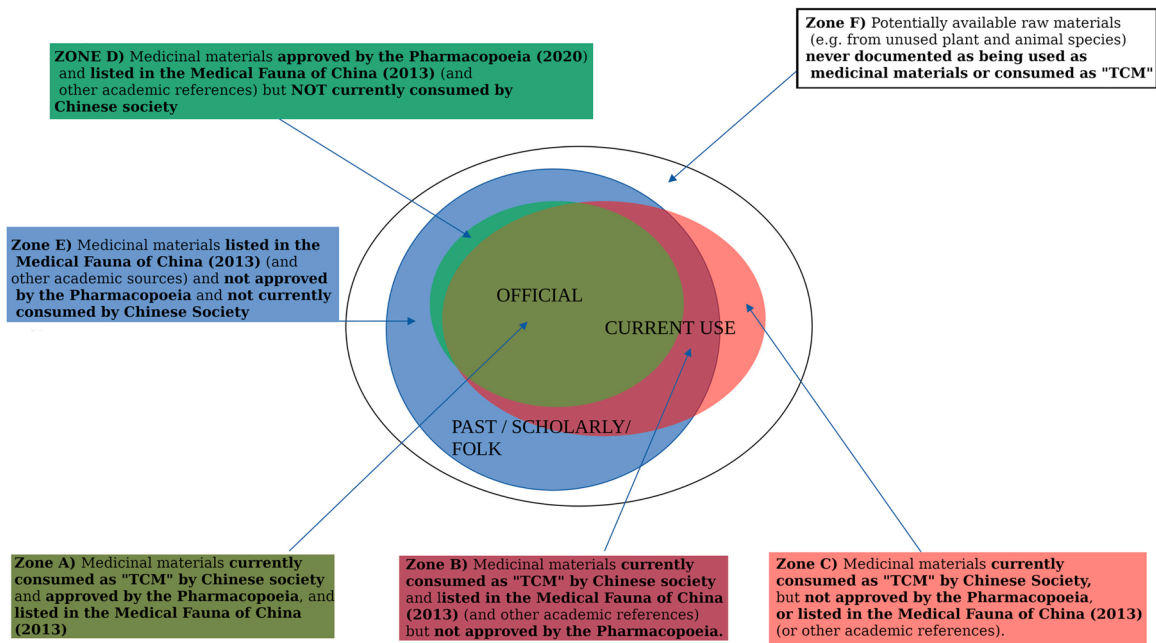 ZONE D) Medicinal materials approved by the Pharmacopoeia (2020)
and listed in the Medical Fauna of China (2013) (and
other academic references) but NOT currently consumed by
Chinese society
Zone F) Potentially available raw materials
(e.g. from unused plant and animal species)
never documented as being used as
medicinal materials or consumed as "TCM"
Zone E) Medicinal materials listed in the
Medical Fauna of China (2013) (and
other academic sources) and not approved
by the Pharmacopoeia and not currently
consumed by Chinese Society
OFFICIAL
CURRENT USE
PAST / SCHOLARLY/
FOLK
Zone A) Medicinal materials currently
consumed as "TCM" by Chinese society
and approved by the Pharmacopoeia, and
listed in the Medical Fauna of China
(2013)
Zone B) Medicinal materials currently
consumed as "TCM" by Chinese society
and listed in the Medical Fauna of China
(2013) (and other academic references)
but not approved by the Pharmacopoeia.
Zone C) Medicinal materials currently
consumed as "TCM" by Chinese Society,
but not approved by the Pharmacopoeia,
or listed in the Medical Fauna of China (2013)
(or other academic references).